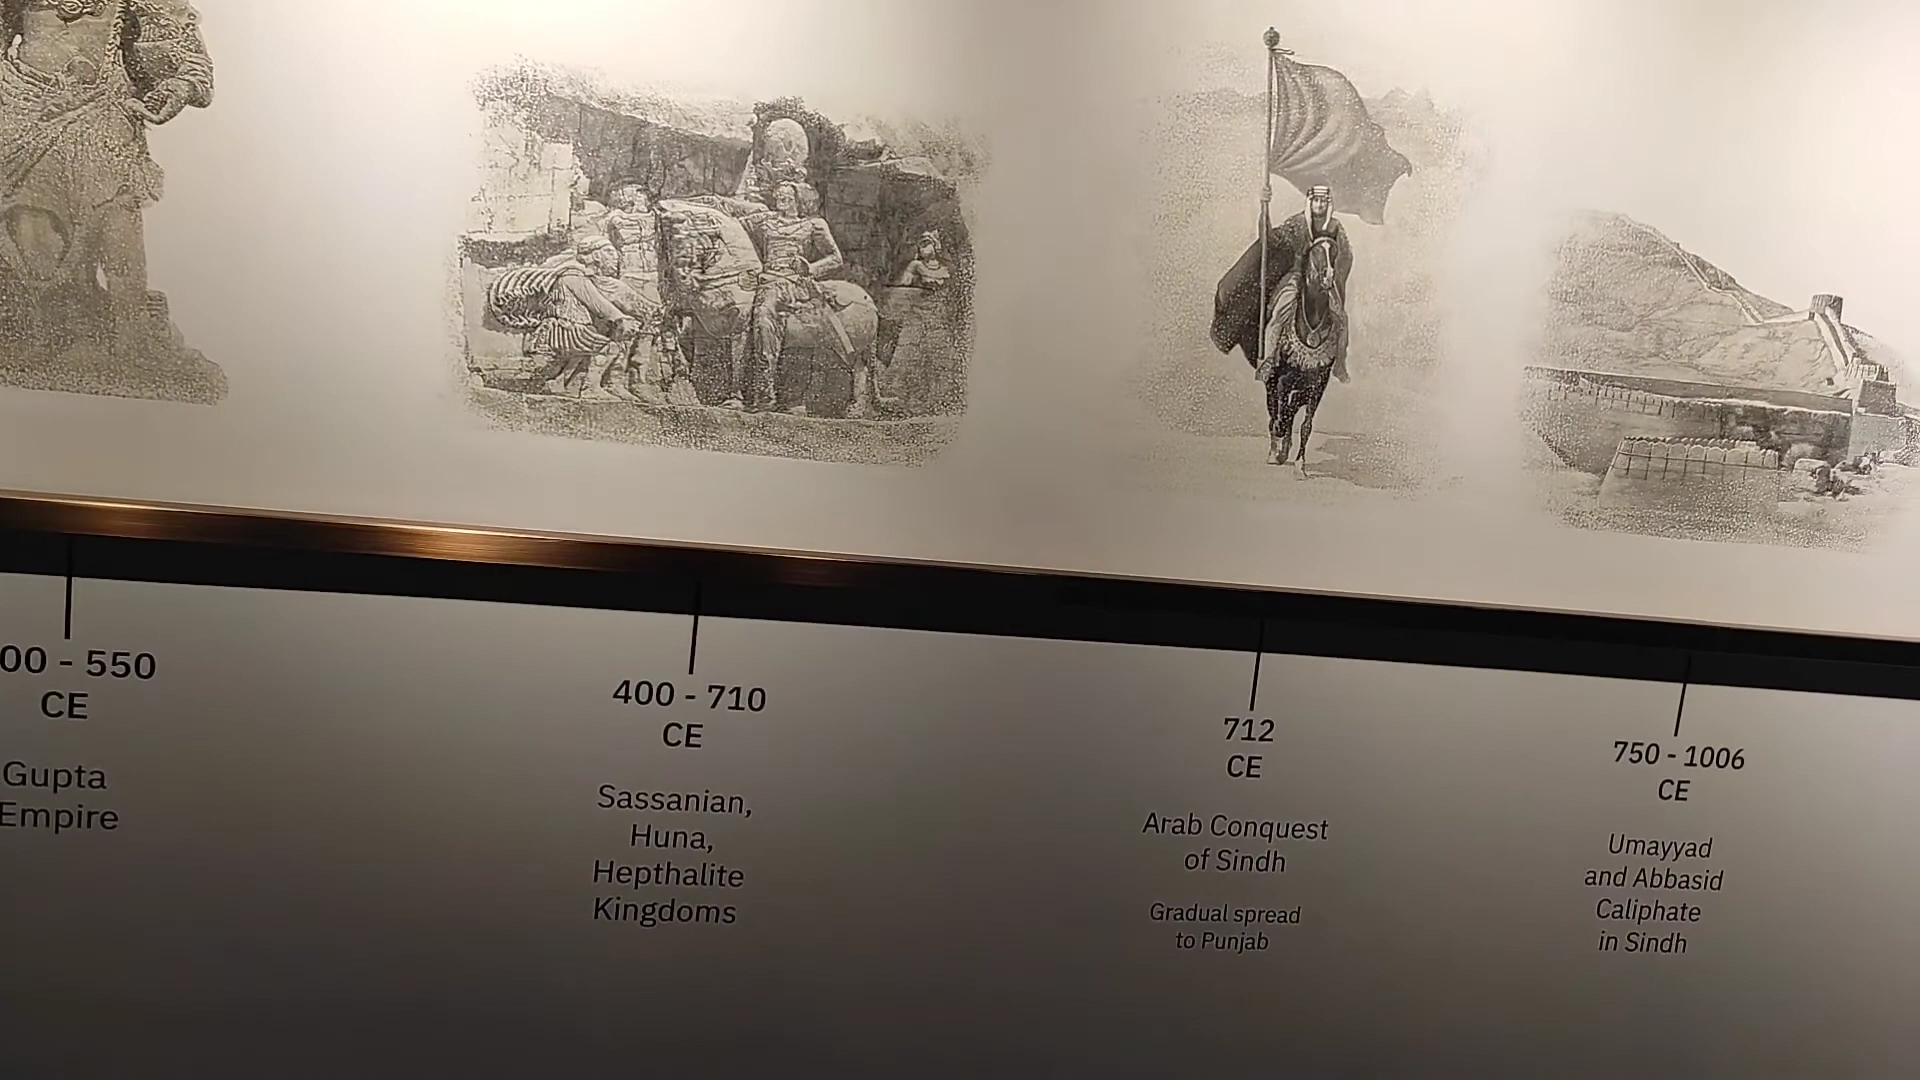 00 - 550
CE
Gupta
Empire
400 - 710
CE
Sassanian,
Huna,
Hepthalite
Kingdoms
712
CE
Arab Conquest
of Sindh
Gradual spread
to Punjab
750 - 1006
CE
Umayyad
and Abbasid
Caliphate
in Sindh